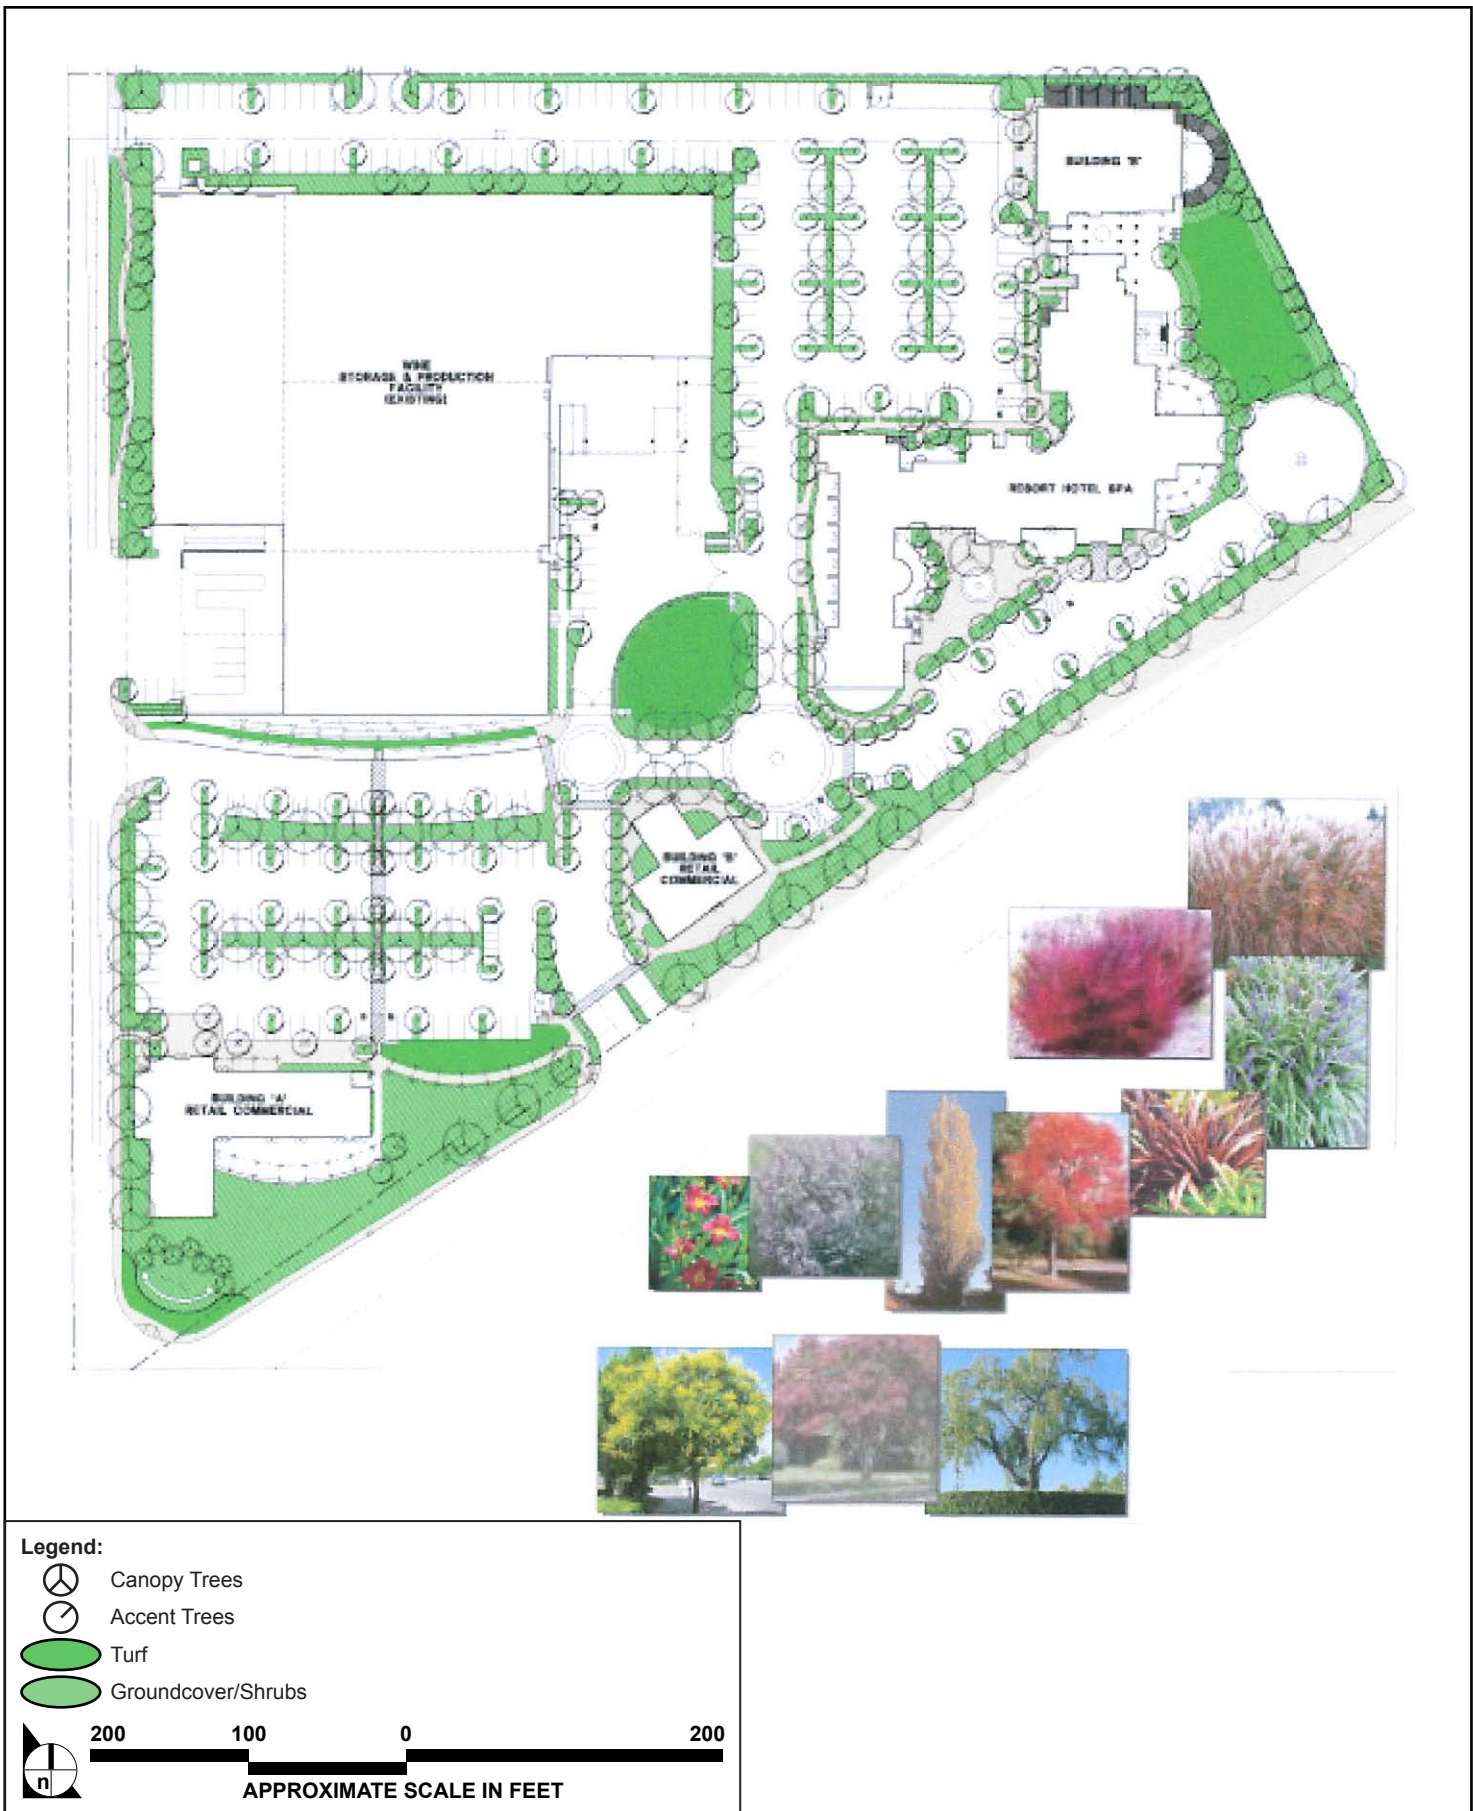 BUILDING 'E'
WINE
STORAGE & PRODUCTION
FACILITY
(EXISTING)
RESORT HOTEL SPA
BUILDING 'B'
RETAIL
COMMERCIAL
BUILDING 'A'
RETAIL COMMERCIAL
Legend:
Canopy Trees
Accent Trees
Turf
Groundcover/Shrubs
200 100 0 200
n
APPROXIMATE SCALE IN FEET